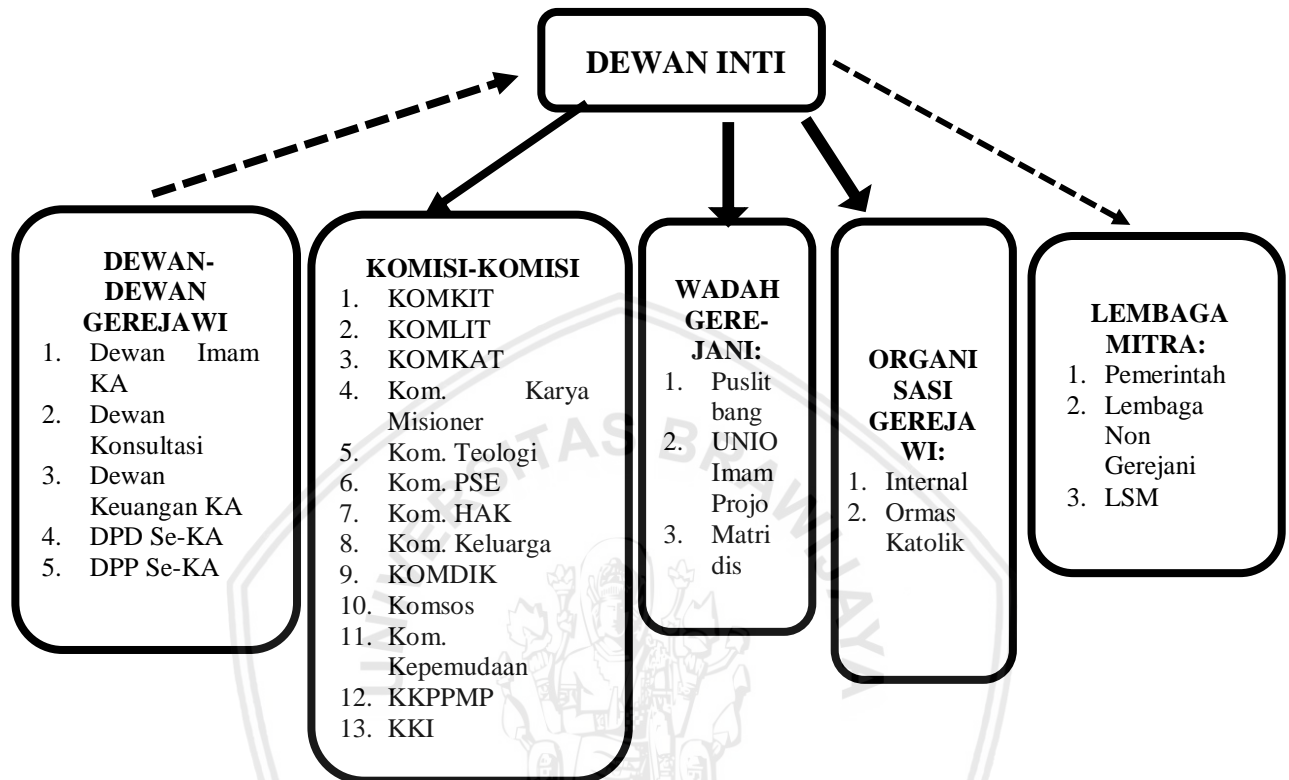 DEWAN INTI
DEWAN-
DEWAN
GEREJAWI
1. Dewan Imam
KA
2. Dewan
Konsultasi
3. Dewan
Keuangan KA
4. DPD Se-KA
5. DPP Se-KA
KOMISI-KOMISI
1. KOMKIT
2. KOMLIT
3. KOMKAT
4. Kom. Karya
Misioner
5. Kom. Teologi
6. Kom. PSE
7. Kom. HAK
8. Kom. Keluarga
9. KOMDIK
10. Komsos
11. Kom.
Kepemudaan
12. KKPPMP
13. KKI
WADAH
GERE-
JANI:
1. Puslit
bang
2. UNIO
Imam
Projo
3. Matri
dis
ORGANI
SASI
GEREJA
WI:
1. Internal
2. Ormas
Katolik
LEMBAGA
MITRA:
1. Pemerintah
2. Lembaga
Non
Gerejani
3. LSM
UNIVERSITAS BRAWIJAYA